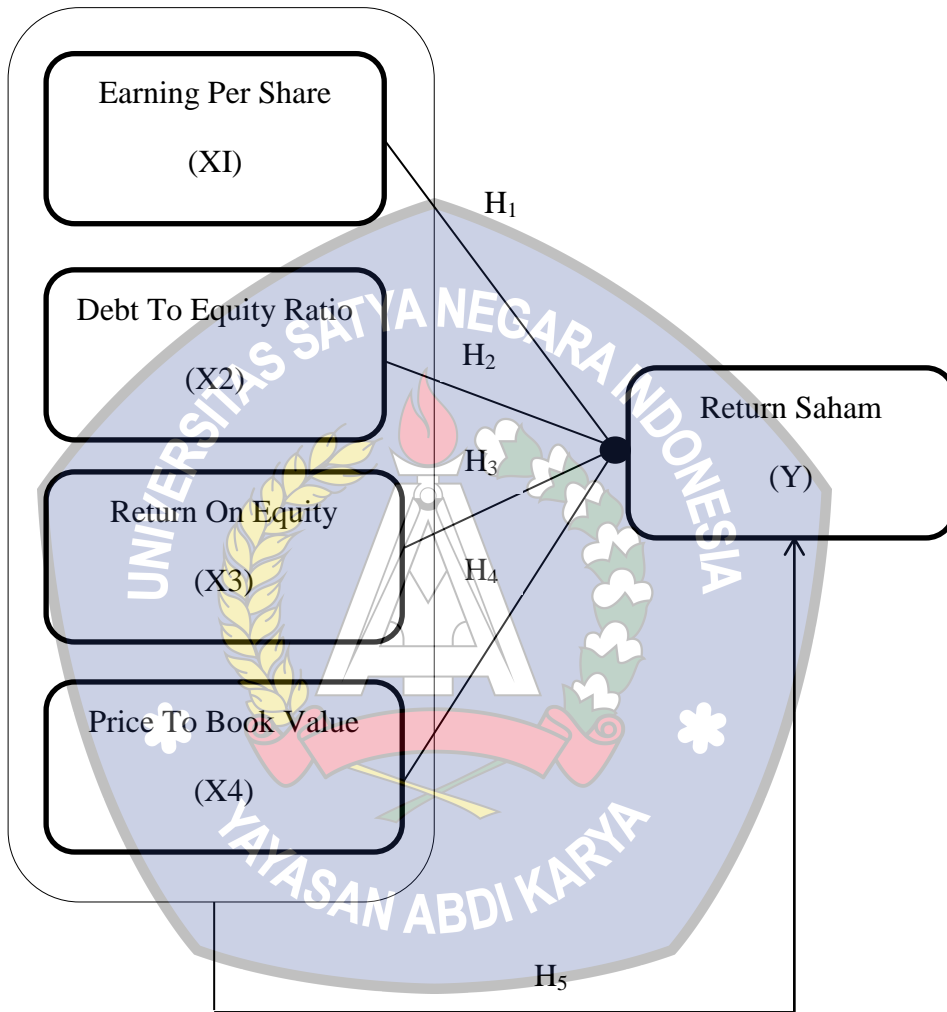 Earning Per Share
(XI)
H₁
Debt To Equity Ratio
(X2)
H₂
Return Saham
(Y)
H₃
Return On Equity
(X3)
H₄
Price To Book Value
(X4)
H₅
UNIVERSITAS SATYA NEGARA INDONESIA
YAYASAN ABDI KARYA